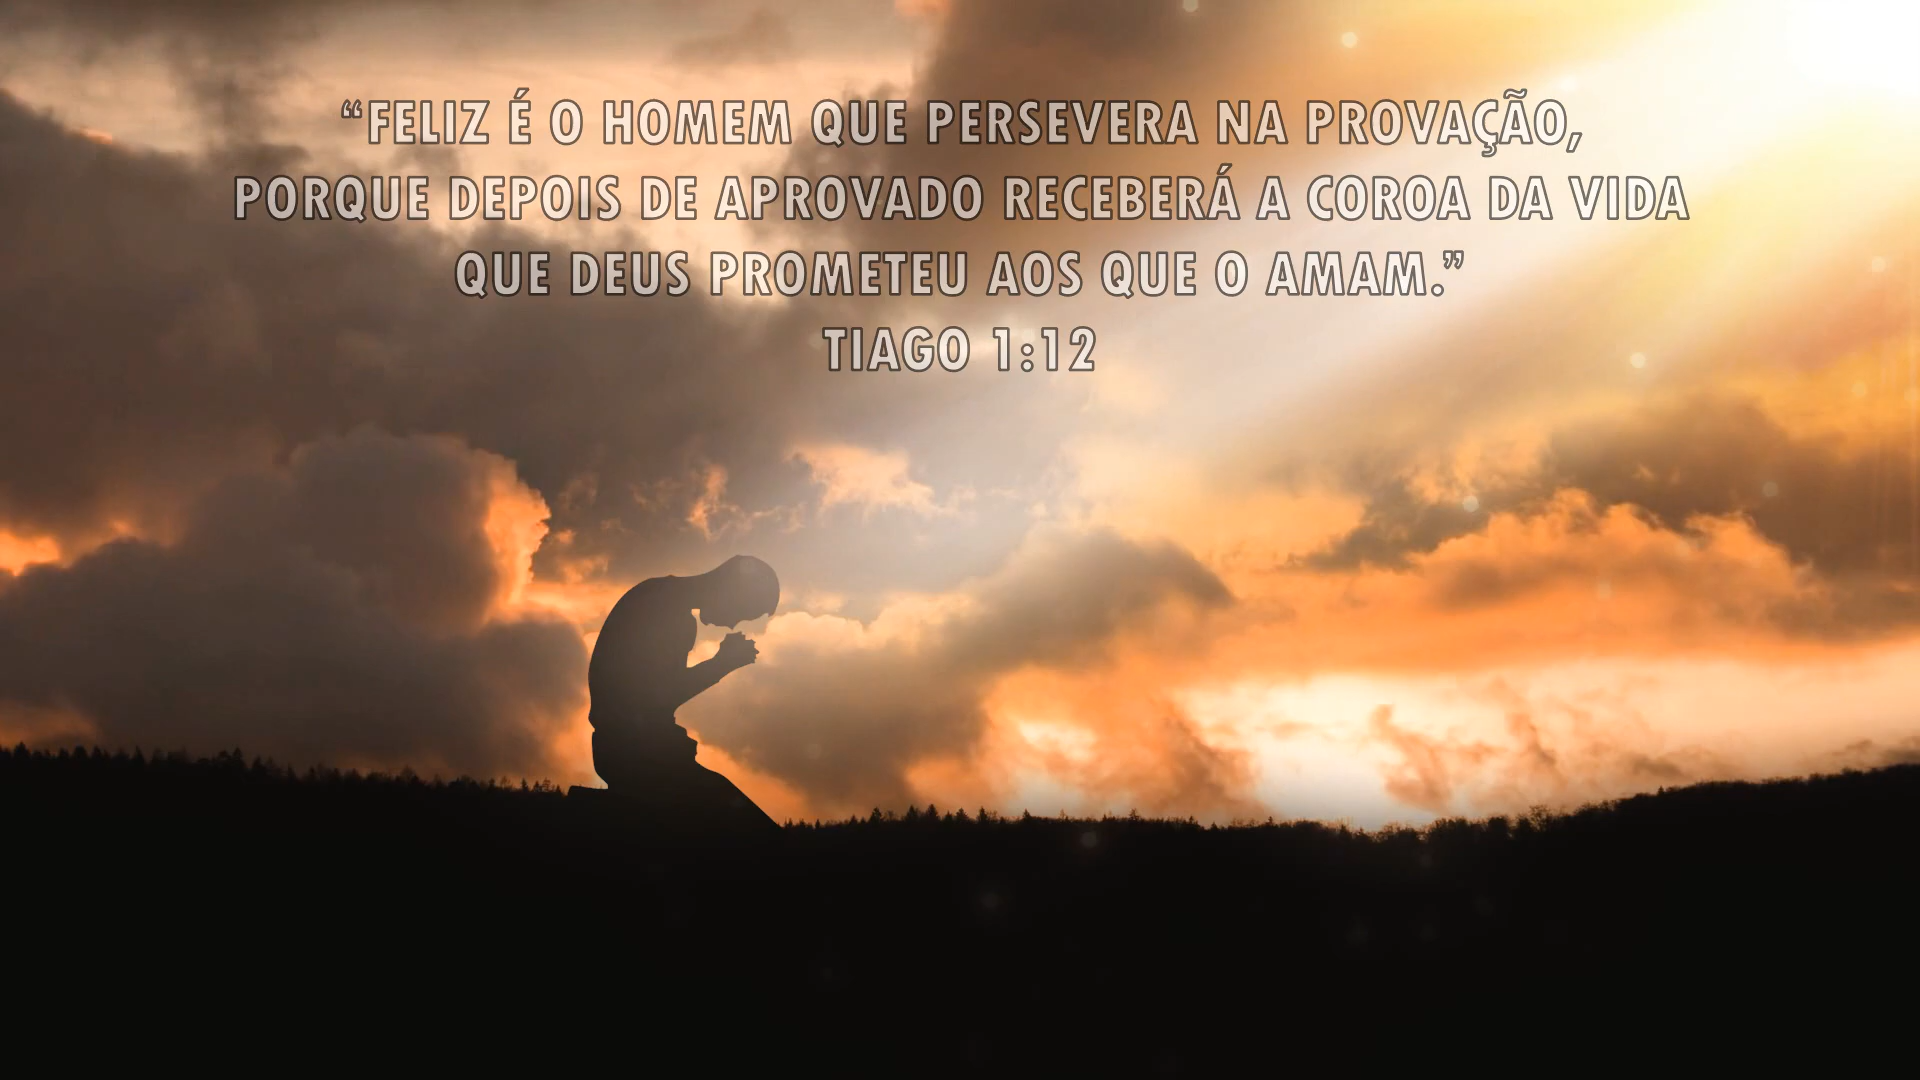 “FELIZ É O HOMEM QUE PERSEVERA NA PROVAÇÃO,
PORQUE DEPOIS DE APROVADO RECEBERÁ A COROA DA VIDA
QUE DEUS PROMETEU AOS QUE O AMAM.”
TIAGO 1:12